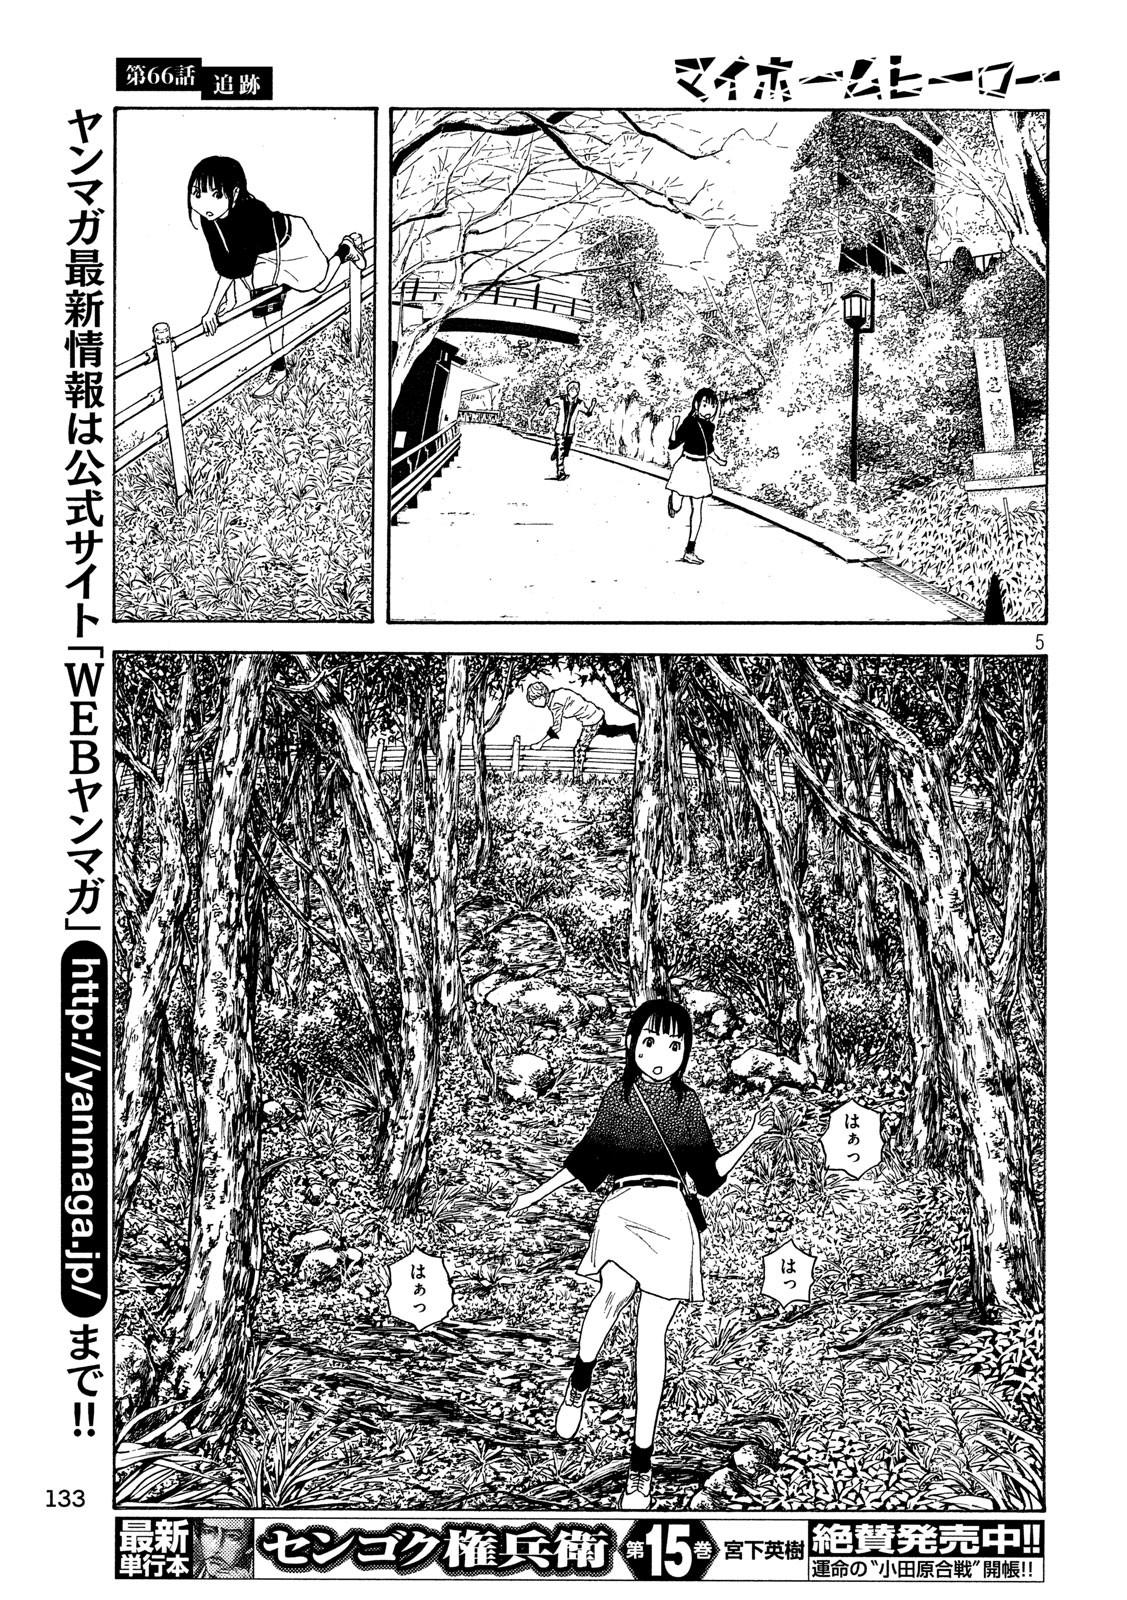 マイホームヒーロー
第66話
追跡
5
はぁっ
はっ
はぁっ
ヤンマガ最新情報は公式サイト「WEBヤンマガ」http://yanmaga.jp/まで!!
133
最新
単行本
センゴク権兵衛
第15巻
宮下英樹
絶賛発売中!!
運命の“小田原合戦”開帳!!